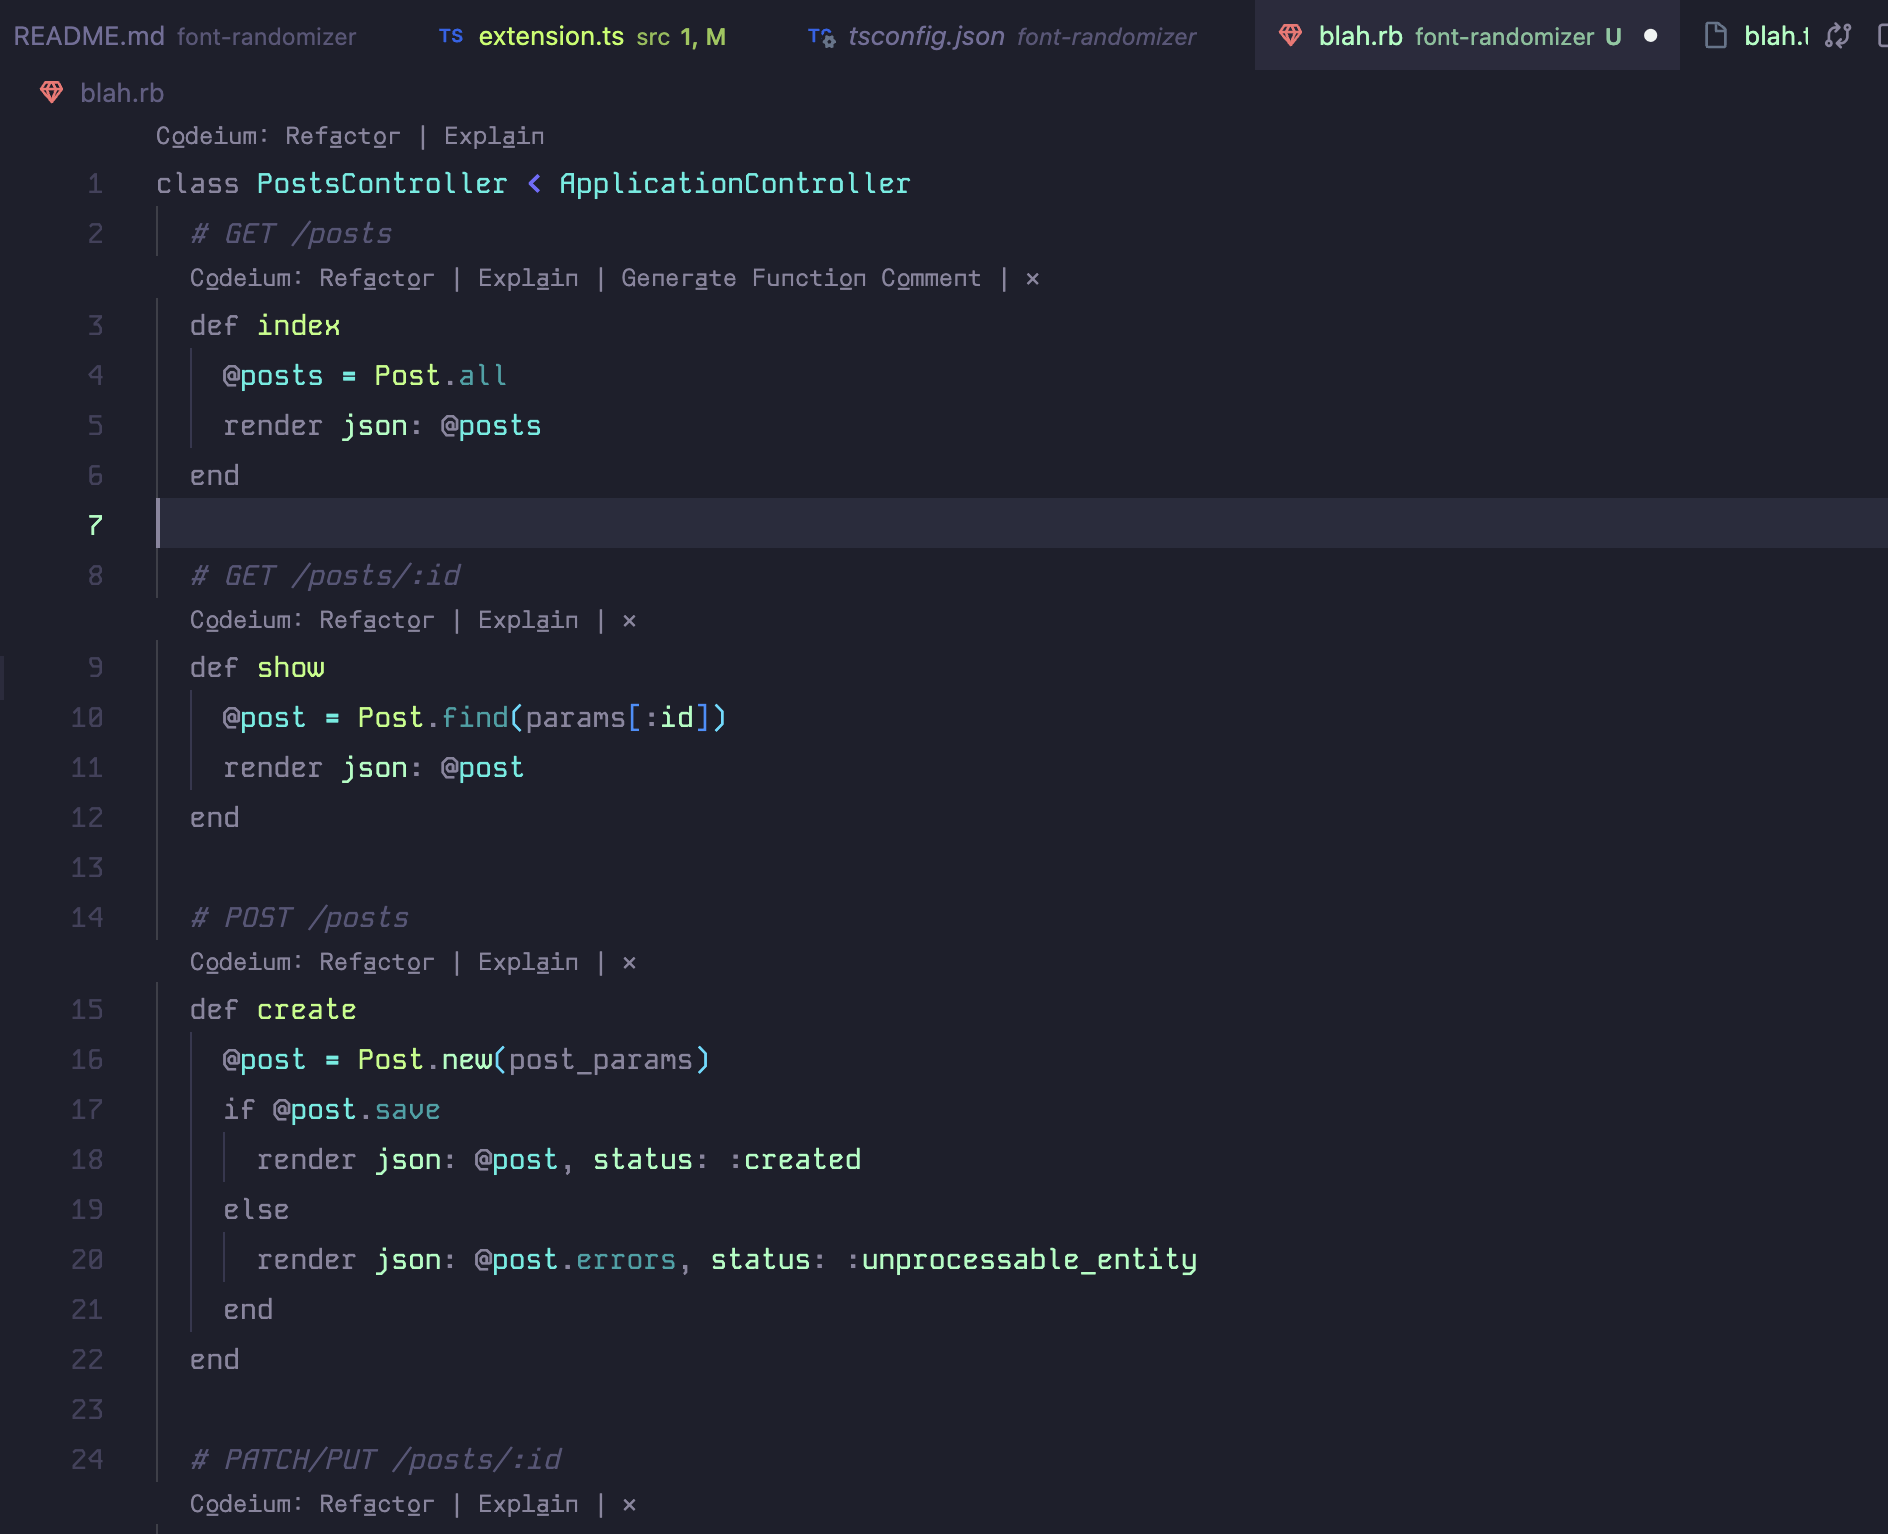 README.md font-randomizer TS extension.ts src 1, M TS tsconfig.json font-randomizer blah.rb font-randomizer U blah.t
blah.rb
Codeium: Refactor | Explain
1 class PostsController < ApplicationController
2 # GET /posts
Codeium: Refactor | Explain | Generate Function Comment | ×
3 def index
4 @posts = Post.all
5 render json: @posts
6 end
7
8 # GET /posts/:id
Codeium: Refactor | Explain | ×
9 def show
10 @post = Post.find(params[:id])
11 render json: @post
12 end
13
14 # POST /posts
Codeium: Refactor | Explain | ×
15 def create
16 @post = Post.new(post_params)
17 if @post.save
18 render json: @post, status: :created
19 else
20 render json: @post.errors, status: :unprocessable_entity
21 end
22 end
23
24 # PATCH/PUT /posts/:id
Codeium: Refactor | Explain | ×